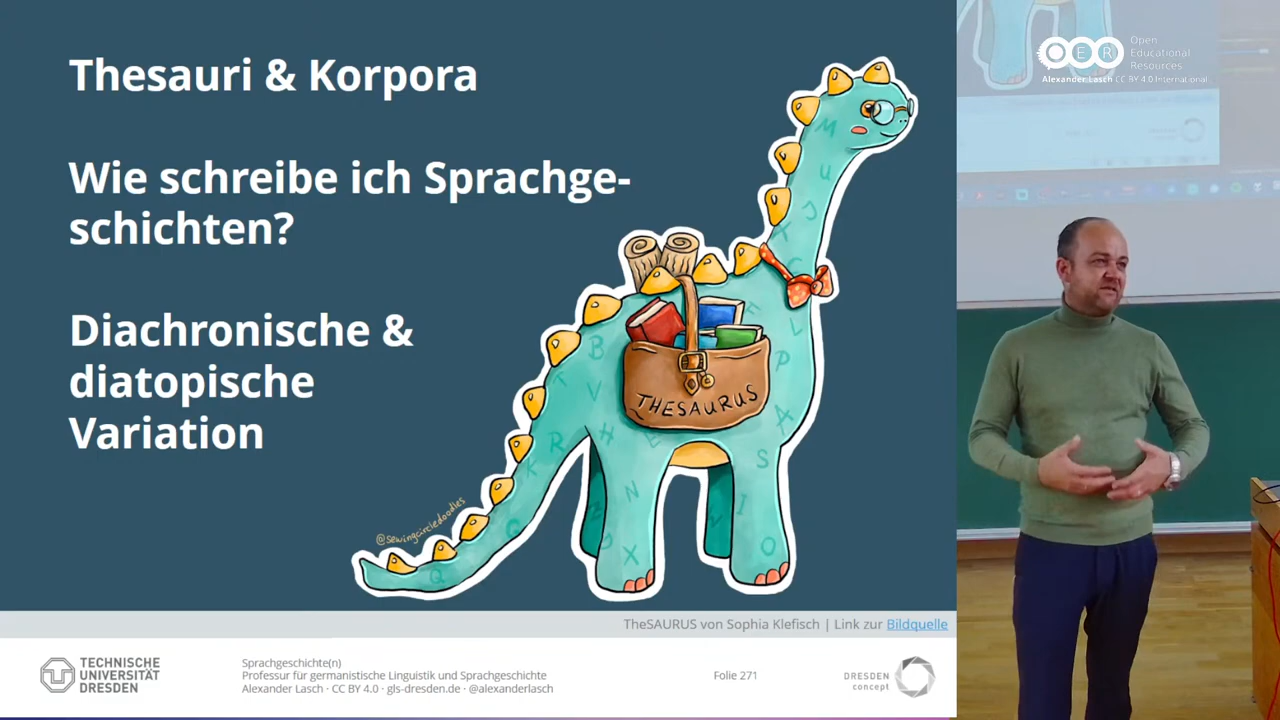 Thesauri & Korpora
Wie schreibe ich Sprachge-
schichten?
Diachronische &
diatopische
Variation
THESAURUS
@sewingcircledoodles
TheSAURUS von Sophia Klefisch | Link zur Bildquelle
TECHNISCHE
UNIVERSITÄT
DRESDEN
Sprachgeschichte(n)
Professur für germanistische Linguistik und Sprachgeschichte
Alexander Lasch · CC BY 4.0 · gls-dresden.de · @alexanderlasch
Folie 271
DRESDEN
concept
OER
Open
Educational
Resources
Alexander Lasch CC BY 4.0 International